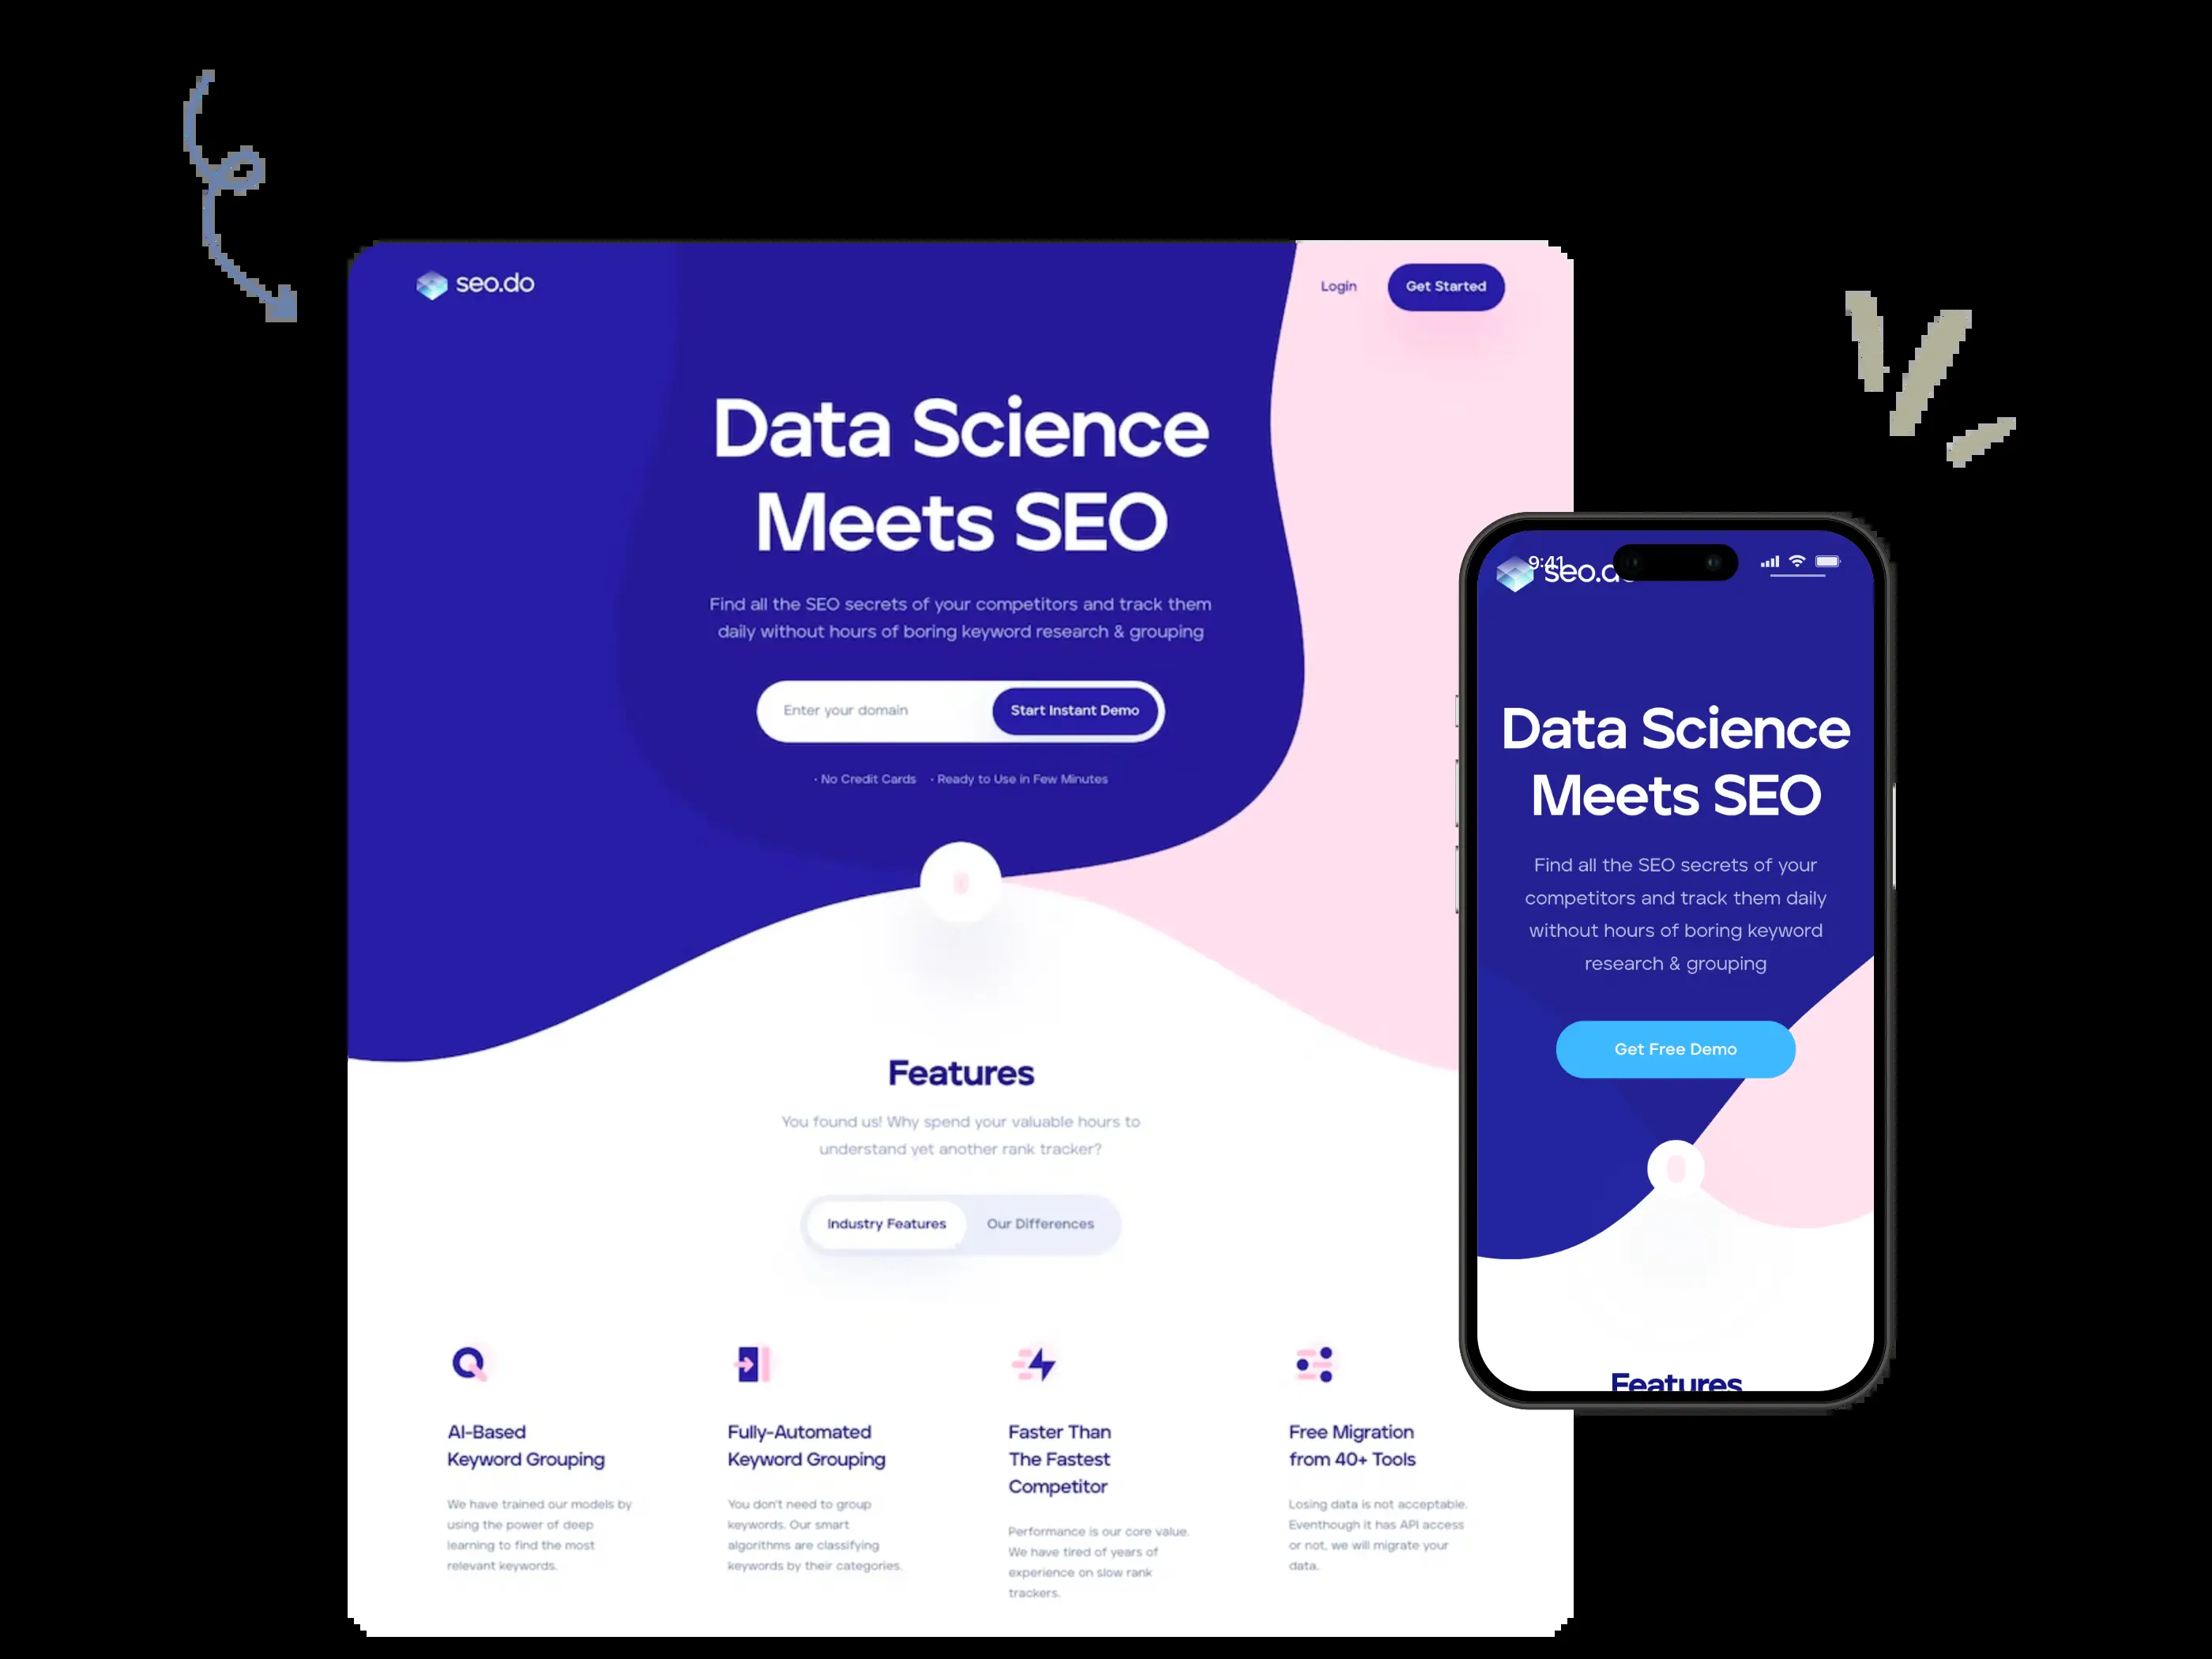 seo.do
Login
Get Started
Data Science
Meets SEO
Find all the SEO secrets of your competitors and track them
daily without hours of boring keyword research & grouping
Enter your domain
Start Instant Demo
· No Credit Cards
· Ready to Use in Few Minutes
Features
You found us! Why spend your valuable hours to
understand yet another rank tracker?
Industry Features
Our Differences
AI-Based
Keyword Grouping
We have trained our models by
using the power of deep
learning to find the most
relevant keywords.
Fully-Automated
Keyword Grouping
You don't need to group
keywords. Our smart
algorithms are classifying
keywords by their categories.
Faster Than
The Fastest
Competitor
Performance is our core value.
We have tired of years of
experience on slow rank
trackers.
Free Migration
from 40+ Tools
Losing data is not acceptable.
Eventhough it has API access
or not, we will migrate your
data.
9:41
seo.d
Data Science
Meets SEO
Find all the SEO secrets of your
competitors and track them daily
without hours of boring keyword
research & grouping
Get Free Demo
Features